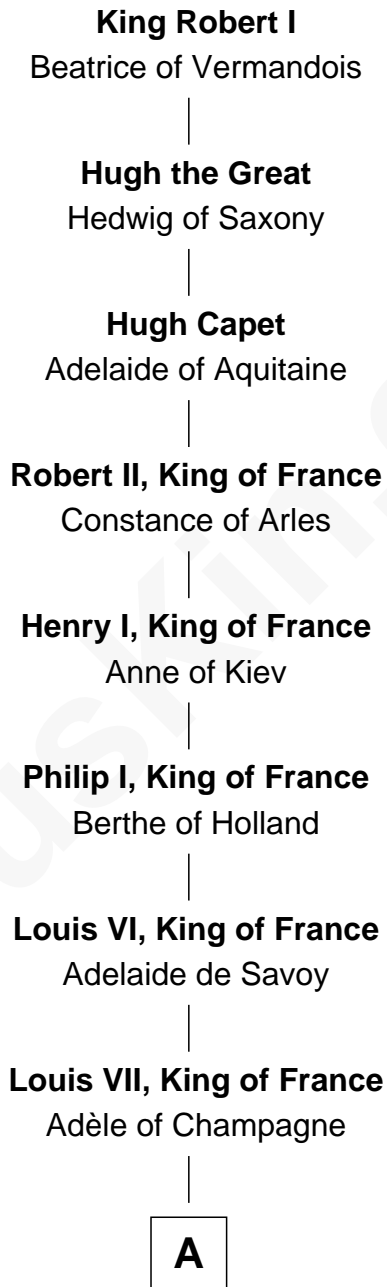 King Robert I
Beatrice of Vermandois
Hugh the Great
Hedwig of Saxony
Hugh Capet
Adelaide of Aquitaine
Robert II, King of France
Constance of Arles
Henry I, King of France
Anne of Kiev
Philip I, King of France
Berthe of Holland
Louis VI, King of France
Adelaide de Savoy
Louis VII, King of France
Adèle of Champagne
A